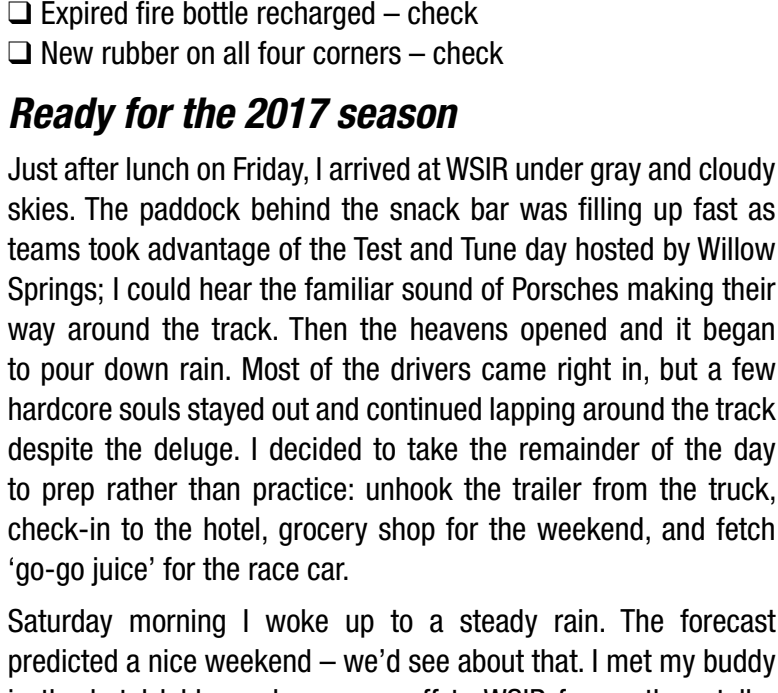 ❑ Expired fire bottle recharged – check
❑ New rubber on all four corners – check
Ready for the 2017 season
Just after lunch on Friday, I arrived at WSIR under gray and cloudy
skies. The paddock behind the snack bar was filling up fast as
teams took advantage of the Test and Tune day hosted by Willow
Springs; I could hear the familiar sound of Porsches making their
way around the track. Then the heavens opened and it began
to pour down rain. Most of the drivers came right in, but a few
hardcore souls stayed out and continued lapping around the track
despite the deluge. I decided to take the remainder of the day
to prep rather than practice: unhook the trailer from the truck,
check-in to the hotel, grocery shop for the weekend, and fetch
‘go-go juice’ for the race car.
Saturday morning I woke up to a steady rain. The forecast
predicted a nice weekend – we’d see about that. I met my buddy